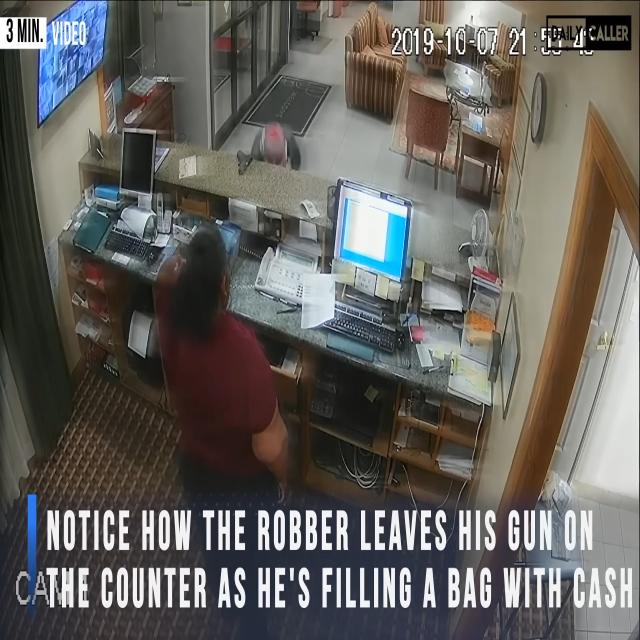 3 MIN. VIDEO
DAILY CALLER
2019-10-07 21
NOTICE HOW THE ROBBER LEAVES HIS GUN ON
THE COUNTER AS HE'S FILLING A BAG WITH CASH